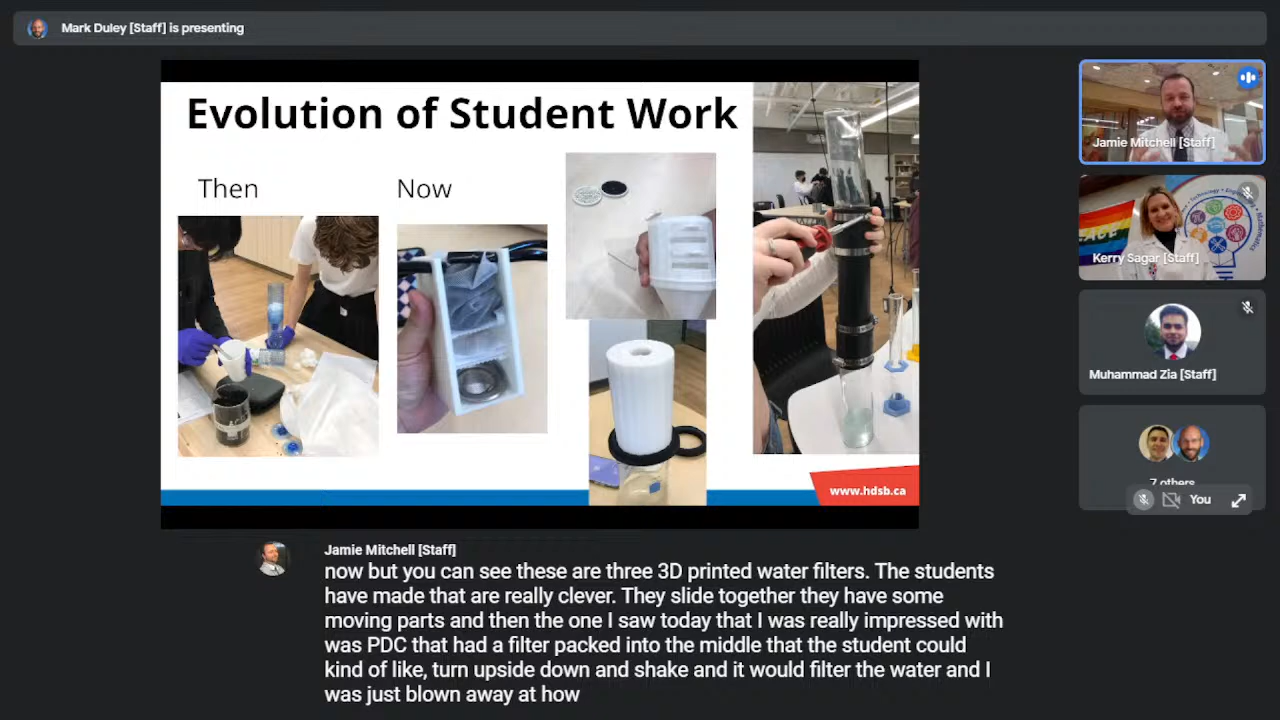 Mark Duley [Staff] is presenting
Evolution of Student Work
Then
Now
www.hdsb.ca
Jamie Mitchell [Staff]
Kerry Sagar [Staff]
Muhammad Zia [Staff]
7 others
You
Jamie Mitchell [Staff]
now but you can see these are three 3D printed water filters. The students
have made that are really clever. They slide together they have some
moving parts and then the one I saw today that I was really impressed with
was PDC that had a filter packed into the middle that the student could
kind of like, turn upside down and shake and it would filter the water and I
was just blown away at how